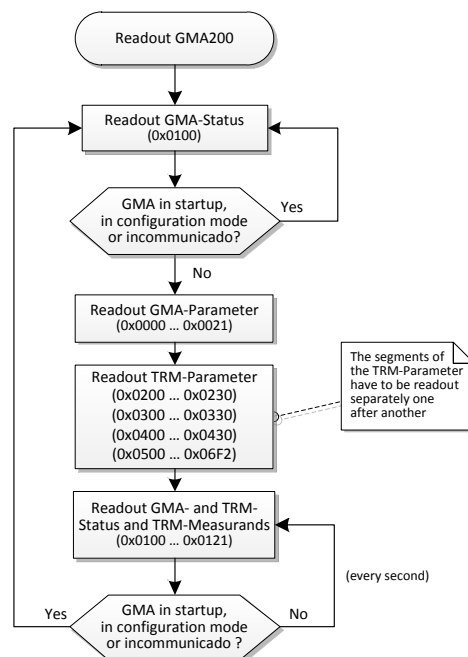 Readout GMA200
Readout GMA-Status
(0x0100)
GMA in startup,
in configuration mode
or incommunicado?
Yes
No
Readout GMA-Parameter
(0x0000 ... 0x0021)
Readout TRM-Parameter
(0x0200 ... 0x0230)
(0x0300 ... 0x0330)
(0x0400 ... 0x0430)
(0x0500 ... 0x06F2)
The segments of
the TRM-Parameter
have to be readout
separately one
after another
Readout GMA- and TRM-
Status and TRM-Measurands
(0x0100 ... 0x0121)
(every second)
Yes
GMA in startup,
in configuration mode
or incommunicado ?
No